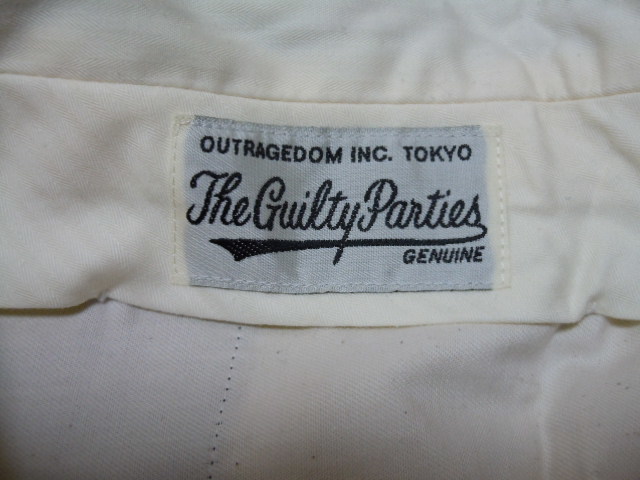 OUTRAGEDOM INC. TOKYO
The Guilty Parties
GENUINE